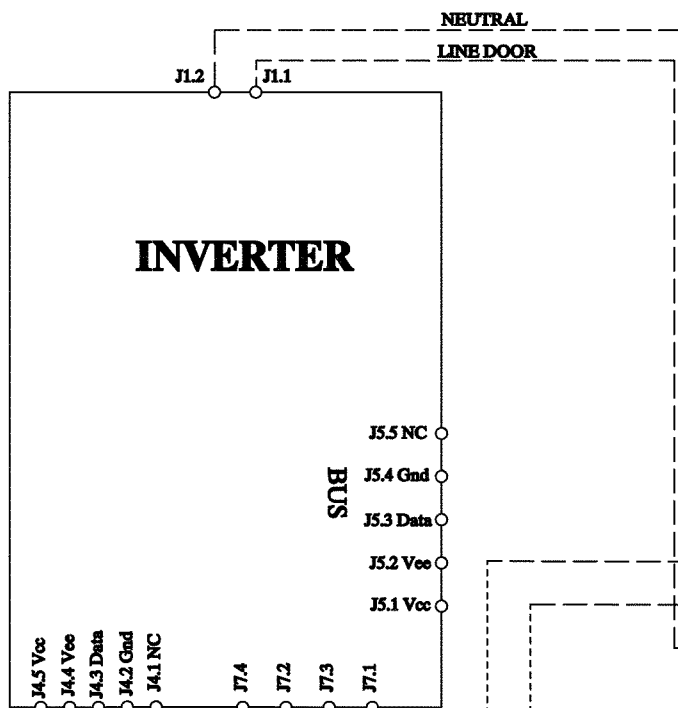 NEUTRAL
LINE DOOR
J1.2
J1.1
INVERTER
J5.5 NC
J5.4 Gnd
BUS
J5.3 Data
J5.2 Vee
J5.1 Vcc
J4.5 Vcc
J4.4 Vee
J4.3 Data
J4.2 Gnd
J4.1 NC
J7.4
J7.2
J7.3
J7.1